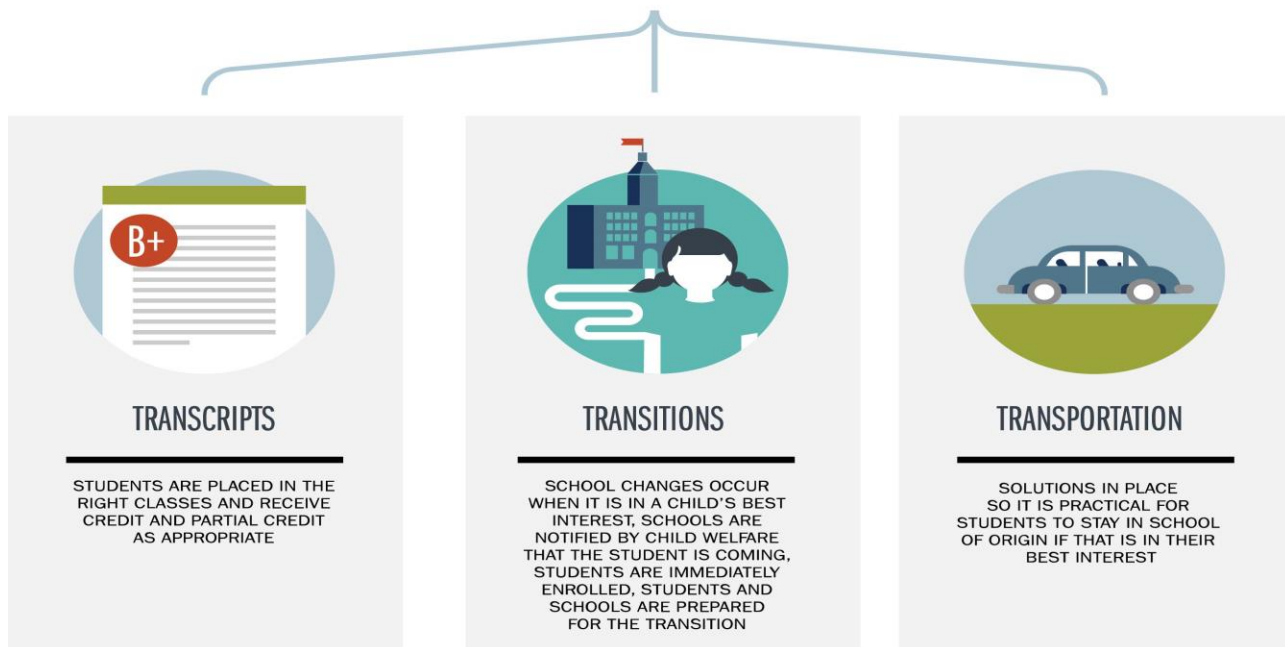 B+
TRANSCRIPTS
STUDENTS ARE PLACED IN THE
RIGHT CLASSES AND RECEIVE
CREDIT AND PARTIAL CREDIT
AS APPROPRIATE
TRANSITIONS
SCHOOL CHANGES OCCUR
WHEN IT IS IN A CHILD'S BEST
INTEREST, SCHOOLS ARE
NOTIFIED BY CHILD WELFARE
THAT THE STUDENT IS COMING,
STUDENTS ARE IMMEDIATELY
ENROLLED, STUDENTS AND
SCHOOLS ARE PREPARED
FOR THE TRANSITION
TRANSPORTATION
SOLUTIONS IN PLACE
SO IT IS PRACTICAL FOR
STUDENTS TO STAY IN SCHOOL
OF ORIGIN IF THAT IS IN THEIR
BEST INTEREST